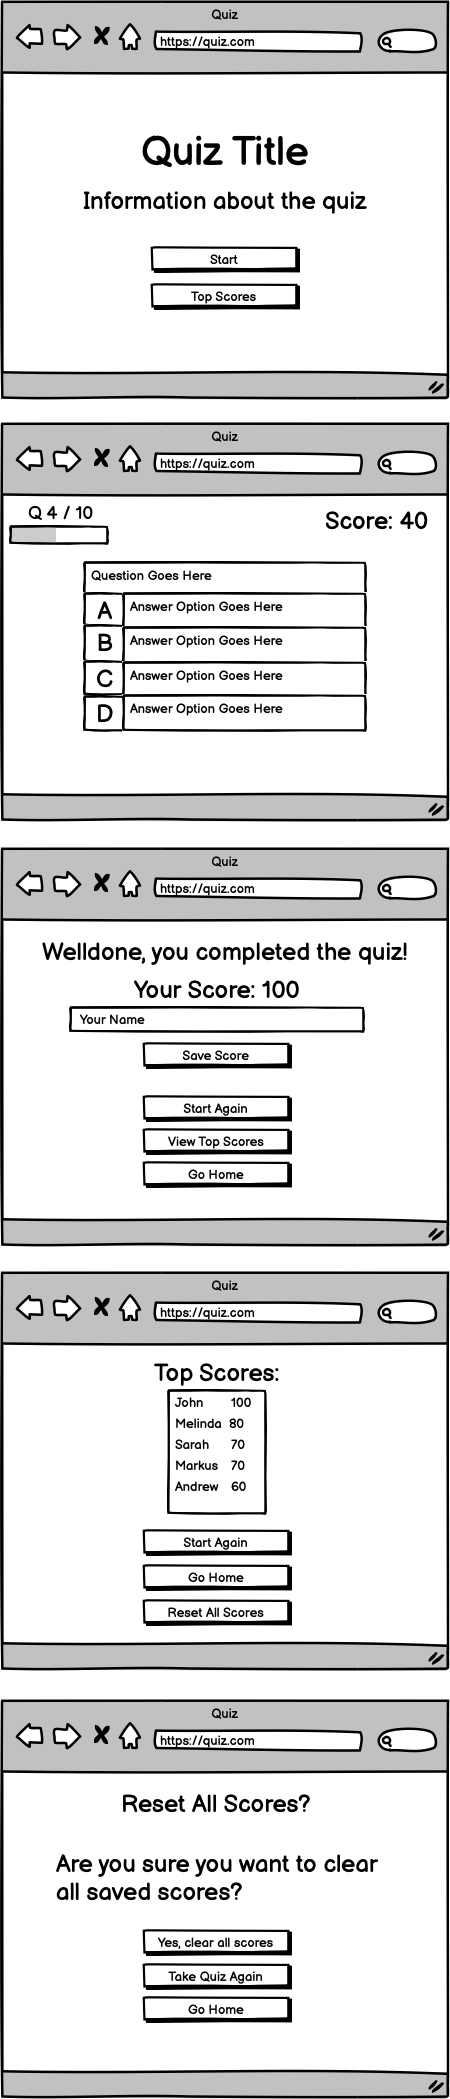 Quiz
https://quiz.com
Quiz Title
Information about the quiz
Start
Top Scores
Quiz
https://quiz.com
Q 4 / 10
Score: 40
Question Goes Here
A Answer Option Goes Here
B Answer Option Goes Here
C Answer Option Goes Here
D Answer Option Goes Here
Quiz
https://quiz.com
Welldone, you completed the quiz!
Your Score: 100
Your Name
Save Score
Start Again
View Top Scores
Go Home
Quiz
https://quiz.com
Top Scores:
John 100
Melinda 80
Sarah 70
Markus 70
Andrew 60
Start Again
Go Home
Reset All Scores
Quiz
https://quiz.com
Reset All Scores?
Are you sure you want to clear
all saved scores?
Yes, clear all scores
Take Quiz Again
Go Home